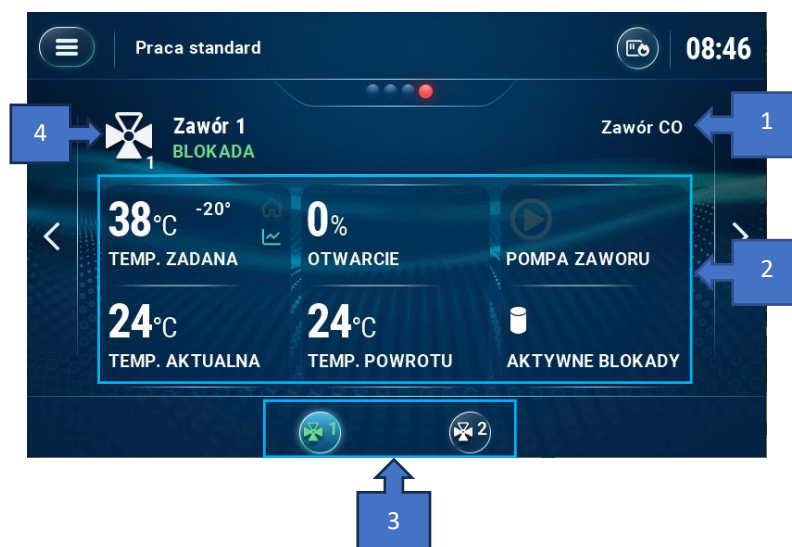 Praca standard
08:46
4
Zawór 1
BLOKADA
1
Zawór CO
1
38°C -20°
TEMP. ZADANA
0%
OTWARCIE
POMPA ZAWORU
2
24°C
TEMP. AKTUALNA
24°C
TEMP. POWROTU
AKTYWNE BLOKADY
1
2
3